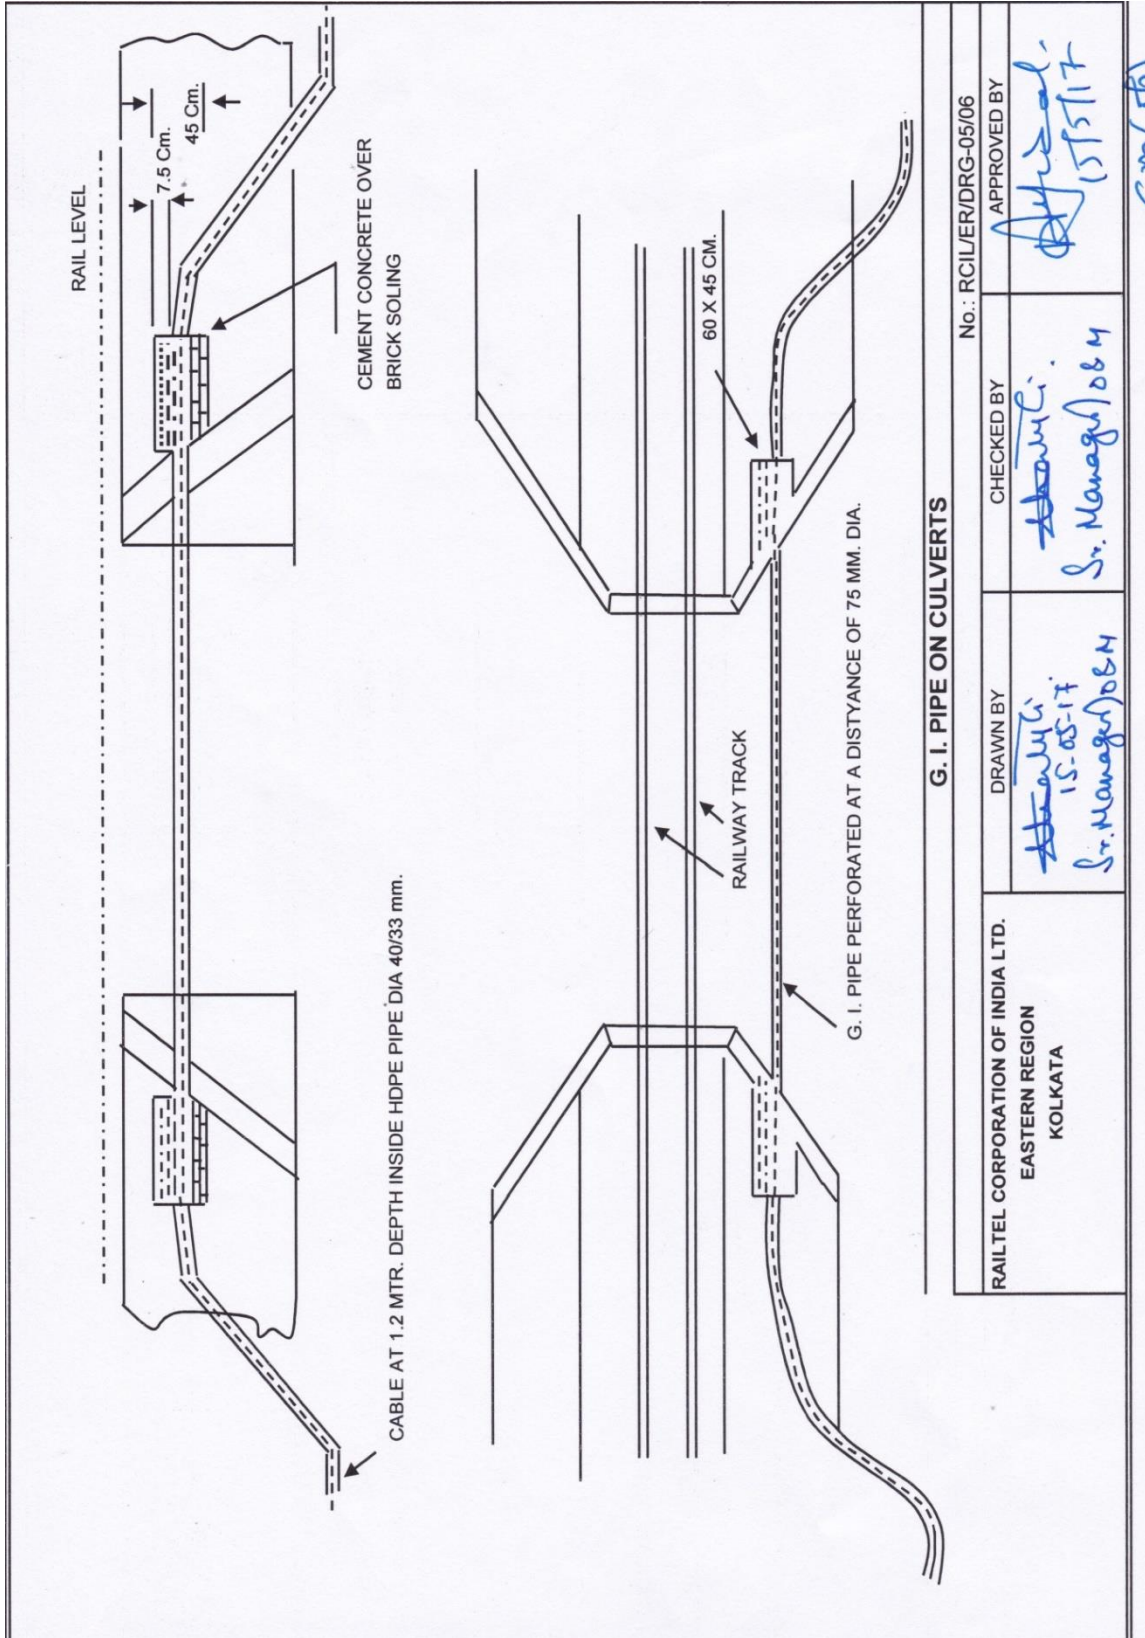 RAIL LEVEL
7.5 Cm.
45 Cm.
CEMENT CONCRETE OVER
BRICK SOLING
CABLE AT 1.2 MTR. DEPTH INSIDE HDPE PIPE DIA 40/33 mm.
60 X 45 CM.
RAILWAY TRACK
G. I. PIPE PERFORATED AT A DISTYANCE OF 75 MM. DIA.
G. I. PIPE ON CULVERTS
No.: RCIL/ER/DRG-05/06
RAILTEL CORPORATION OF INDIA LTD.
EASTERN REGION
KOLKATA
DRAWN BY
15-05-17
Sr. Manager/O&M
CHECKED BY
Sr. Manager/O&M
APPROVED BY
15/5/17